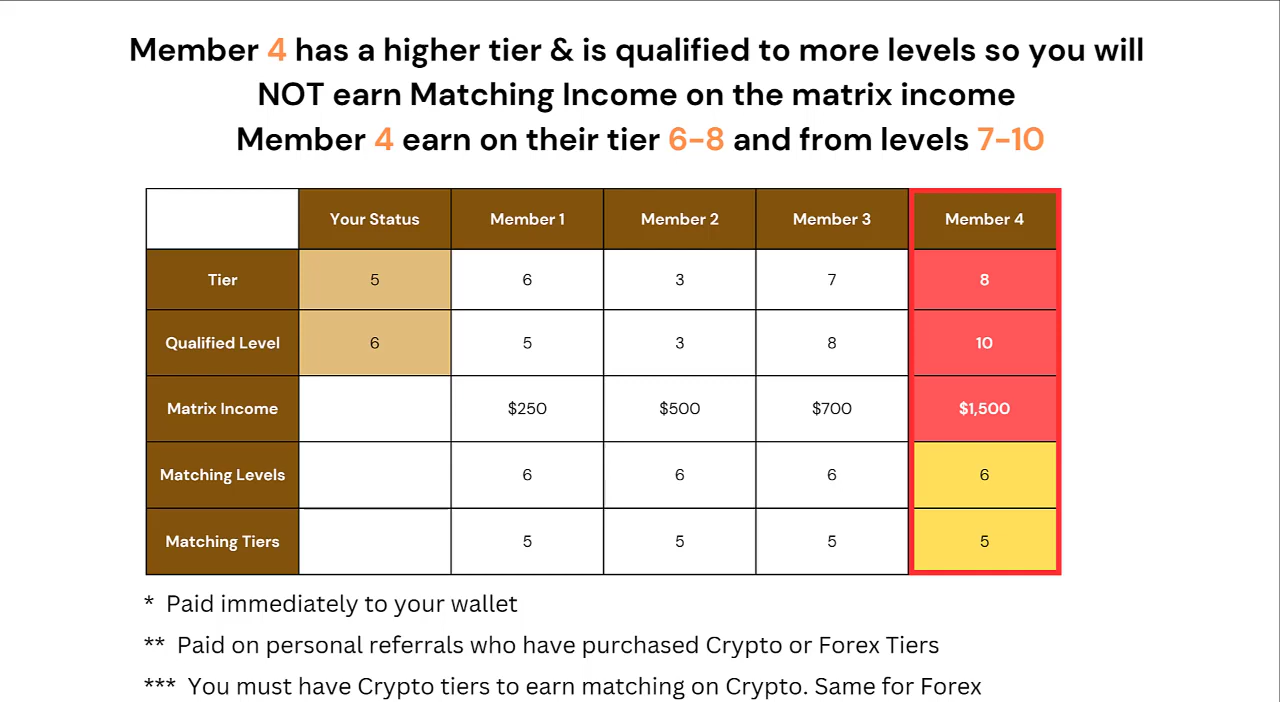 Member 4 has a higher tier & is qualified to more levels so you will
NOT earn Matching Income on the matrix income
Member 4 earn on their tier 6-8 and from levels 7-10
Your Status Member 1 Member 2 Member 3 Member 4
Tier 5 6 3 7 8
Qualified Level 6 5 3 8 10
Matrix Income $250 $500 $700 $1,500
Matching Levels 6 6 6 6
Matching Tiers 5 5 5 5
* Paid immediately to your wallet
** Paid on personal referrals who have purchased Crypto or Forex Tiers
*** You must have Crypto tiers to earn matching on Crypto. Same for Forex